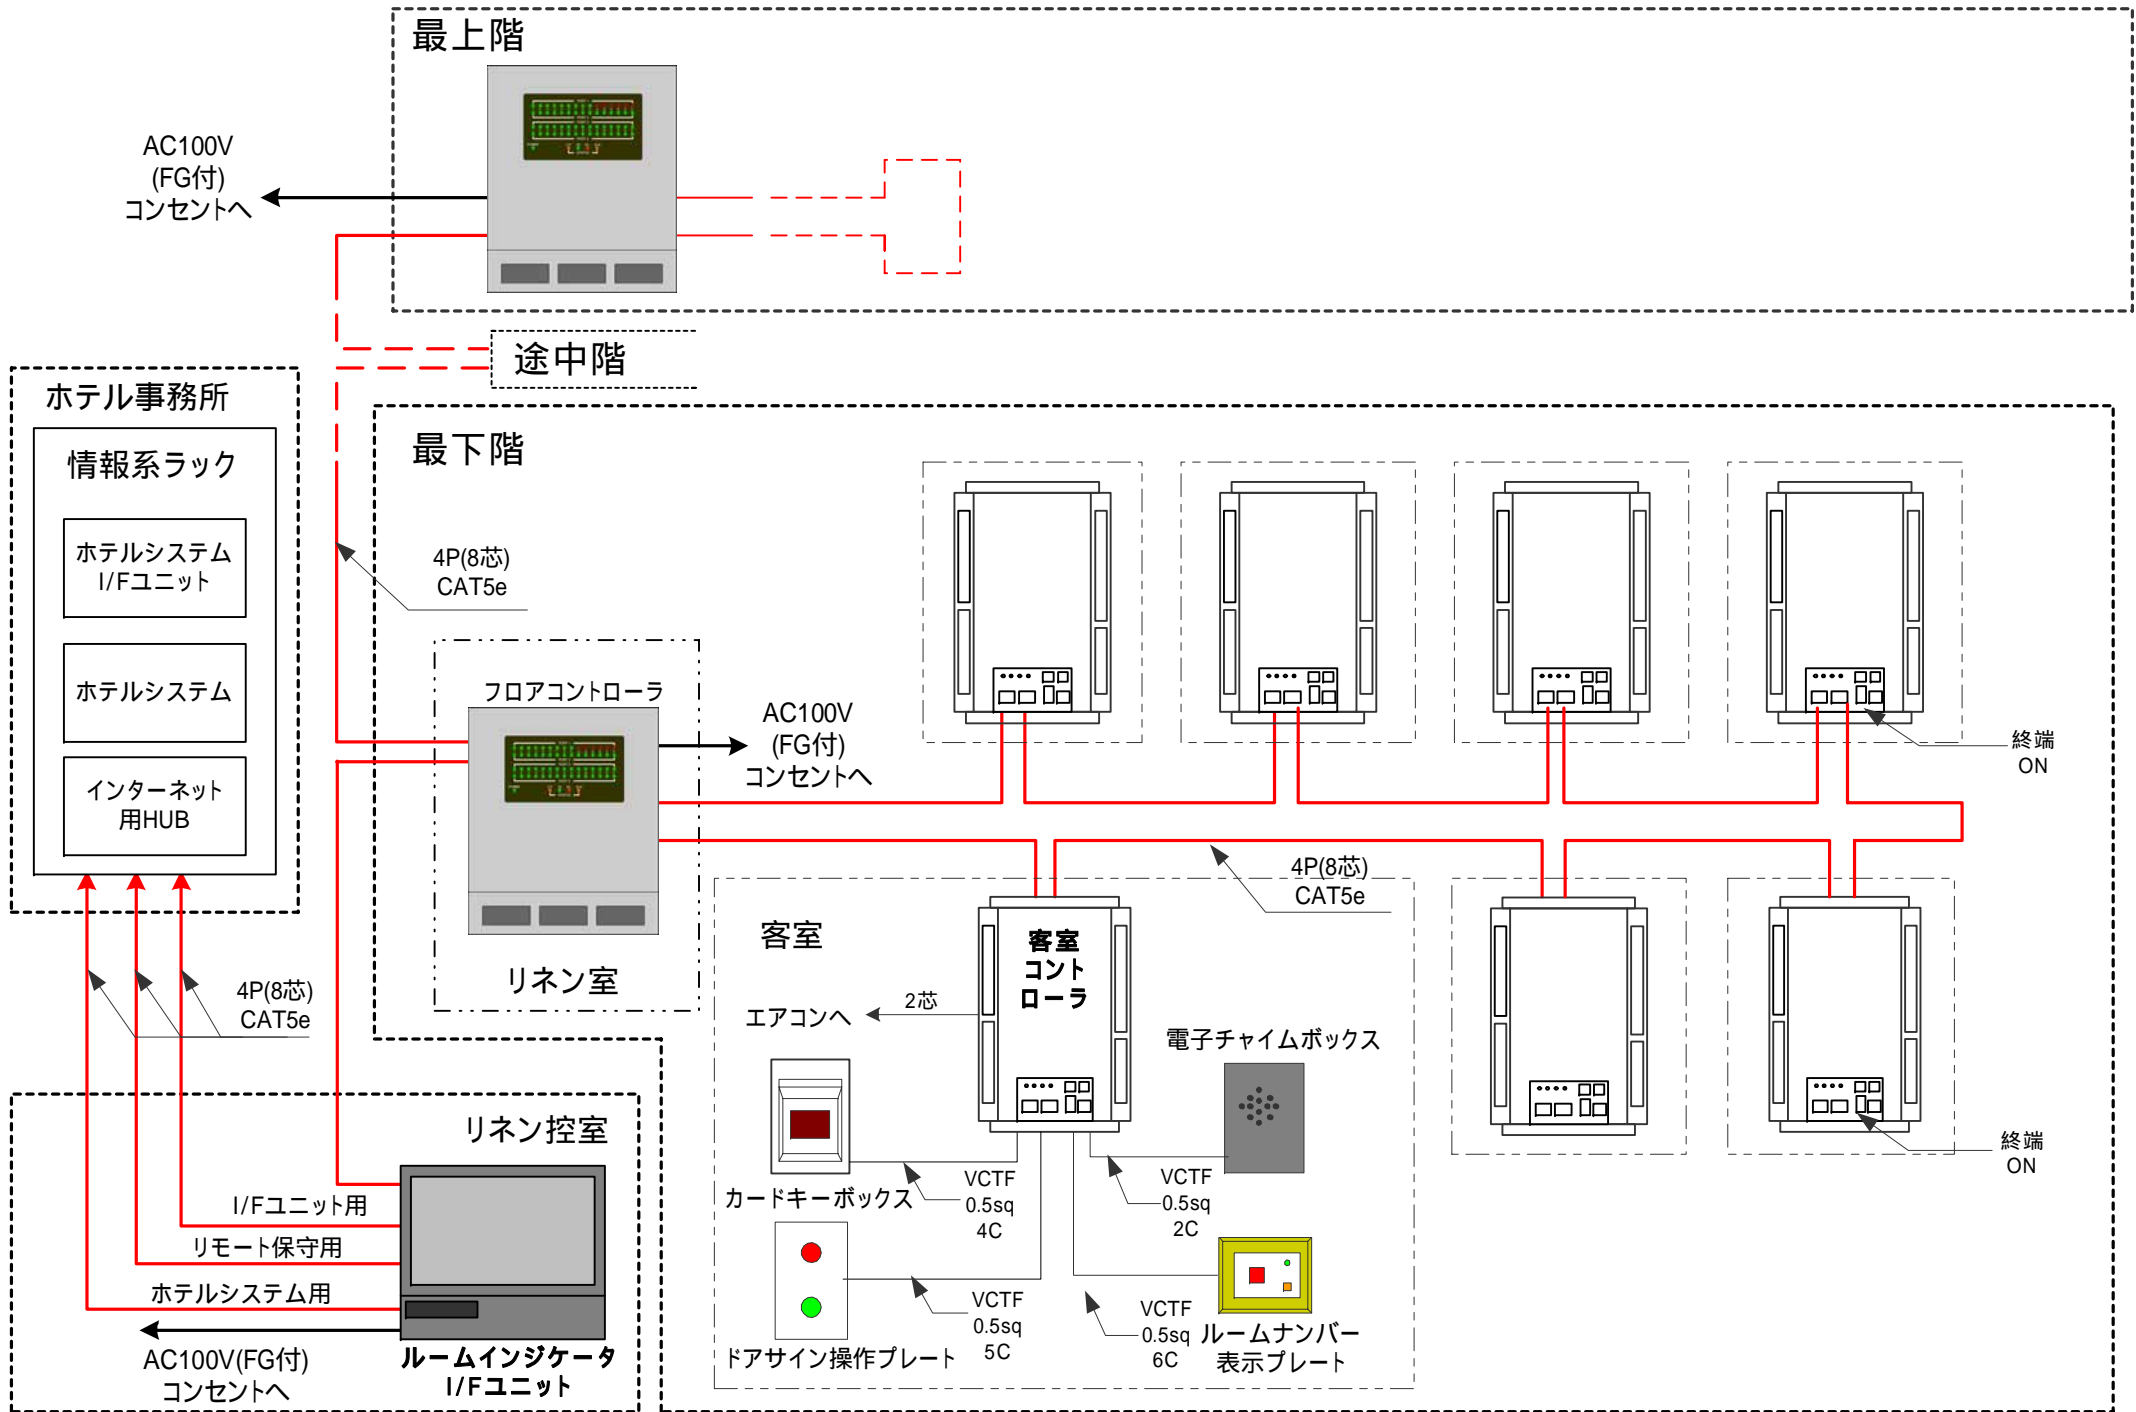 最上階
AC100V
(FG付)
コンセントへ
途中階
ホテル事務所
情報系ラック
ホテルシステム
I/Fユニット
ホテルシステム
インターネット
用HUB
最下階
4P(8芯)
CAT5e
フロアコントローラ
AC100V
(FG付)
コンセントへ
リネン室
終端
ON
4P(8芯)
CAT5e
客室
客室
コント
ローラ
2芯
エアコンへ
電子チャイムボックス
カードキーボックス
VCTF
0.5sq
4C
VCTF
0.5sq
2C
ドアサイン操作プレート
VCTF
0.5sq
5C
VCTF
0.5sq
6C
ルームナンバー
表示プレート
終端
ON
4P(8芯)
CAT5e
リネン控室
I/Fユニット用
リモート保守用
ホテルシステム用
AC100V(FG付)
コンセントへ
ルームインジケータ
I/Fユニット